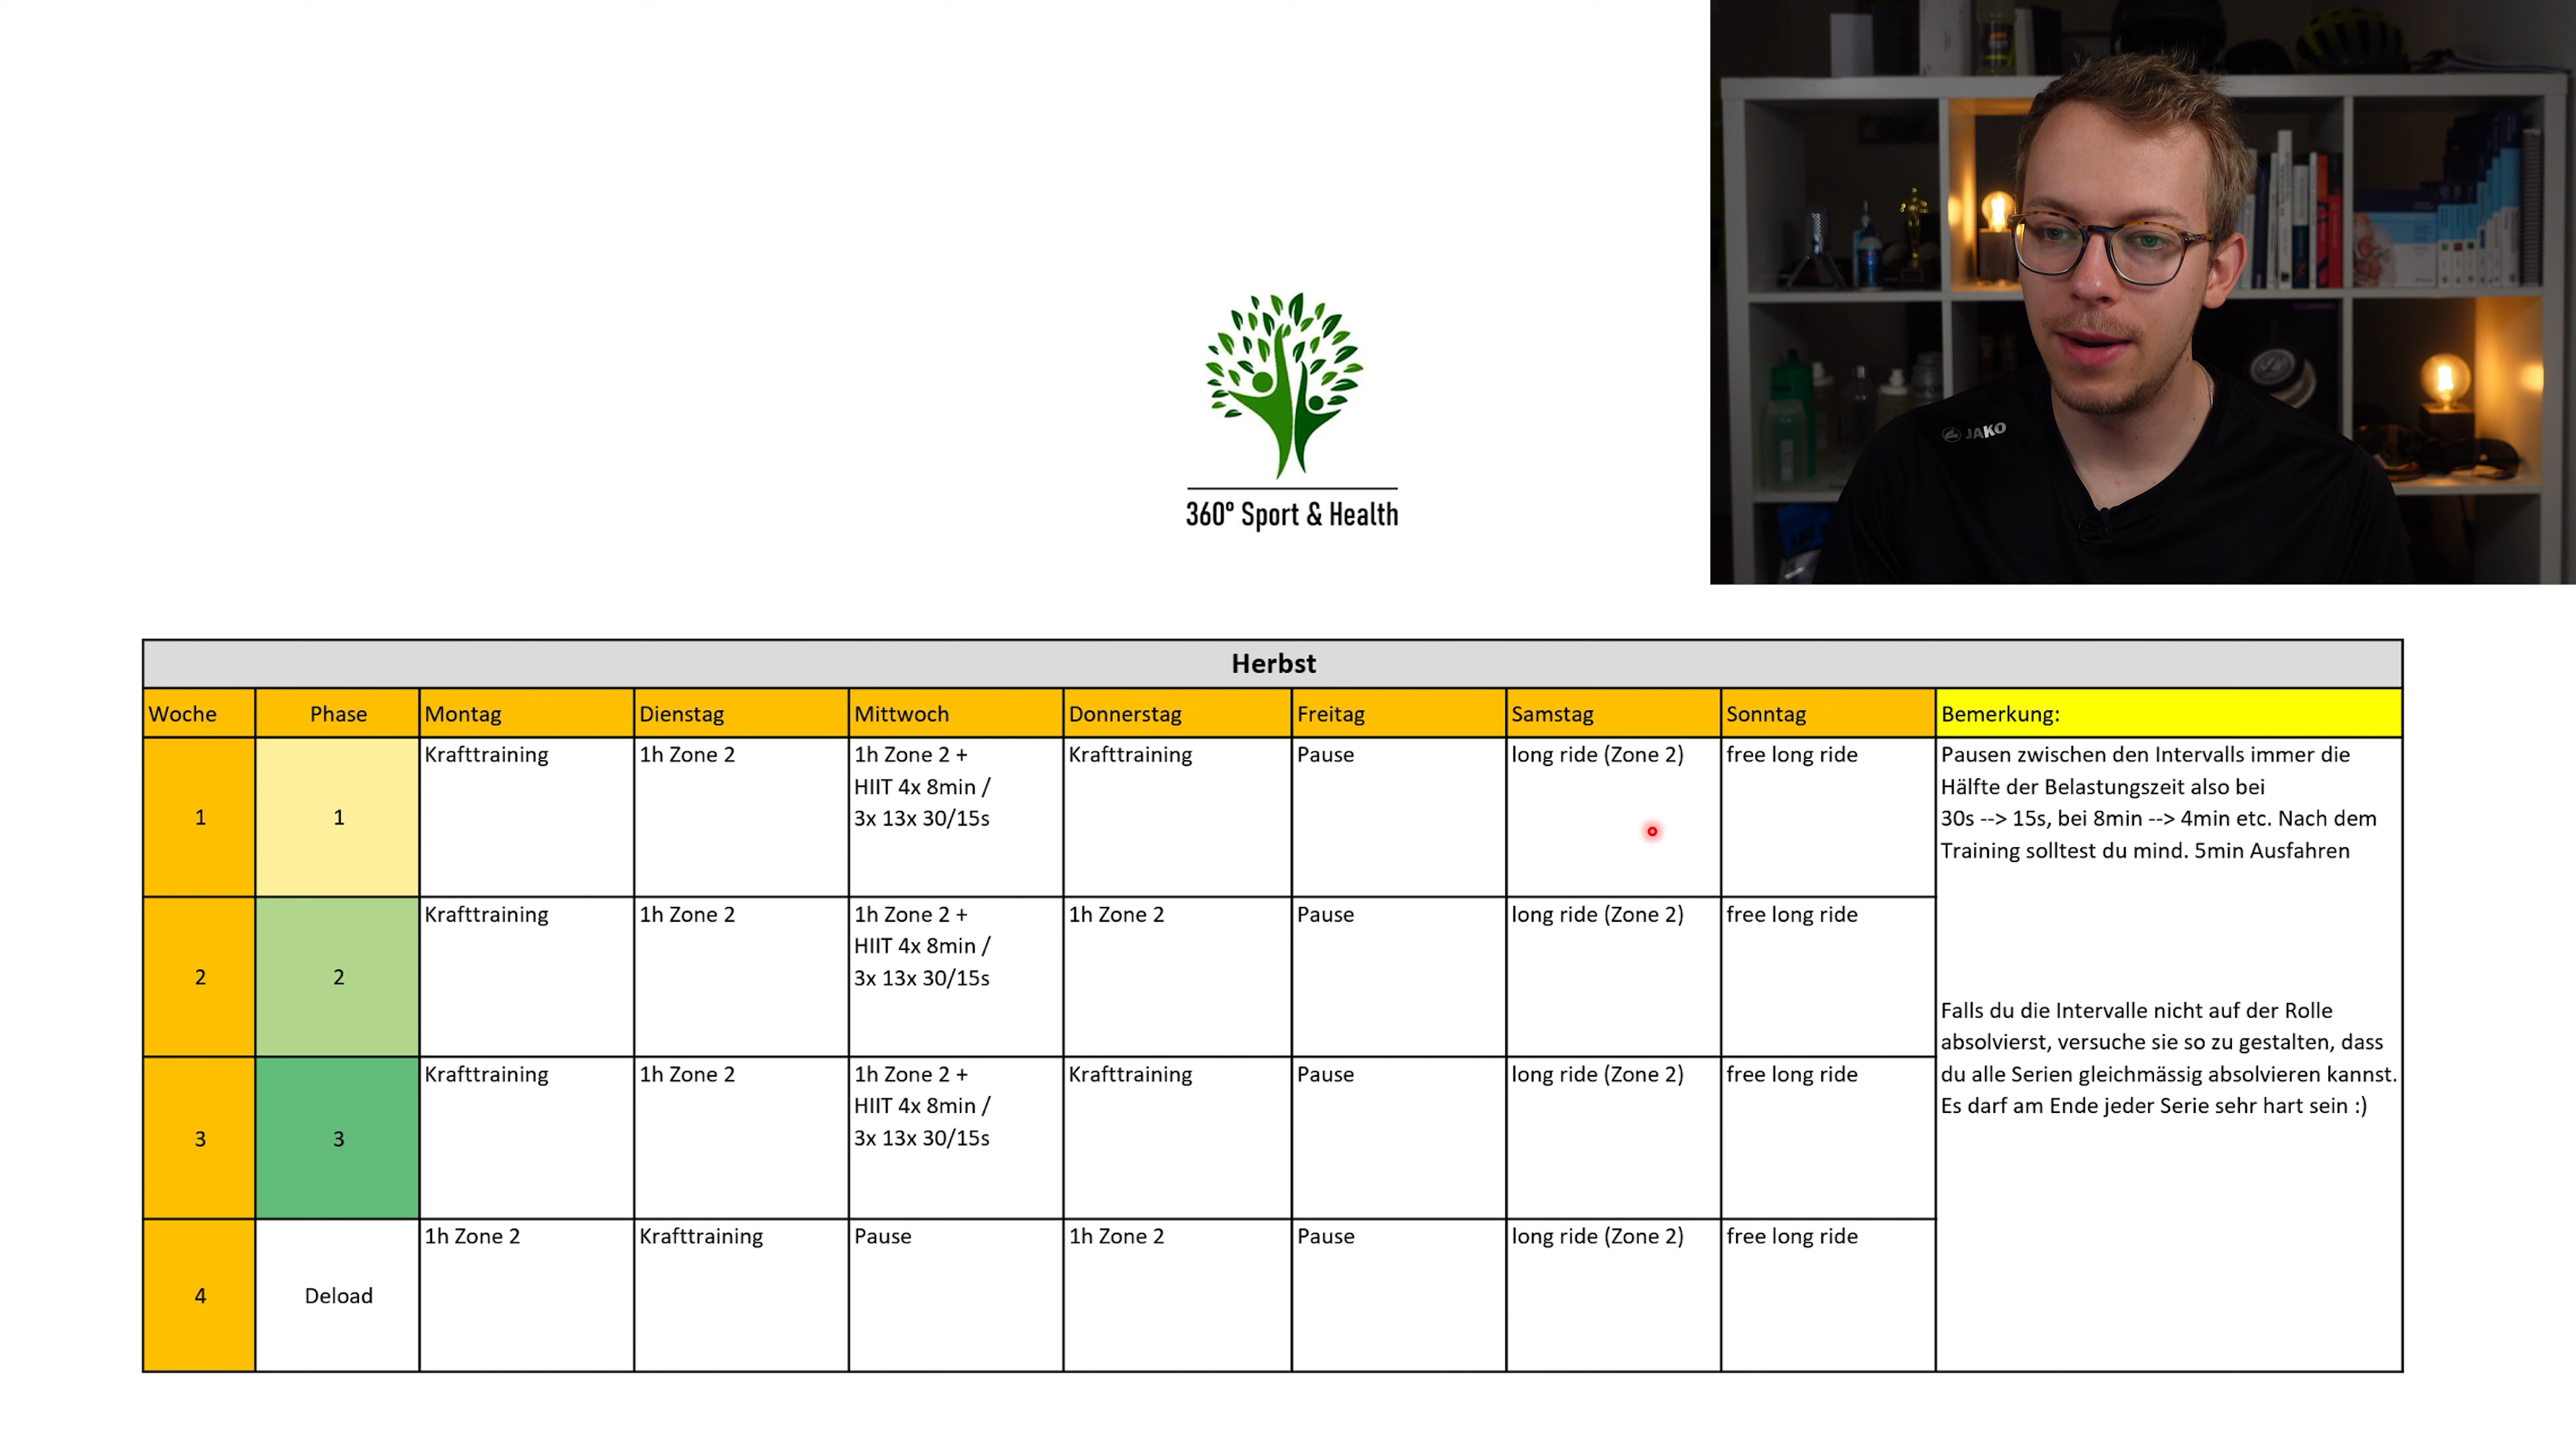 JAKO
360° Sport & Health
Herbst
Woche
Phase
Montag
Dienstag
Mittwoch
Donnerstag
Freitag
Samstag
Sonntag
Bemerkung:
1
1
Krafttraining
1h Zone 2
1h Zone 2 +
HIIT 4x 8min /
3x 13x 30/15s
Krafttraining
Pause
long ride (Zone 2)
free long ride
Pausen zwischen den Intervalls immer die
Hälfte der Belastungszeit also bei
30s --> 15s, bei 8min --> 4min etc. Nach dem
Training solltest du mind. 5min Ausfahren
2
2
Krafttraining
1h Zone 2
1h Zone 2 +
HIIT 4x 8min /
3x 13x 30/15s
1h Zone 2
Pause
long ride (Zone 2)
free long ride
Falls du die Intervalle nicht auf der Rolle
absolvierst, versuche sie so zu gestalten, dass
du alle Serien gleichmässig absolvieren kannst.
Es darf am Ende jeder Serie sehr hart sein :)
3
3
Krafttraining
1h Zone 2
1h Zone 2 +
HIIT 4x 8min /
3x 13x 30/15s
Krafttraining
Pause
long ride (Zone 2)
free long ride
4
Deload
1h Zone 2
Krafttraining
Pause
1h Zone 2
Pause
long ride (Zone 2)
free long ride